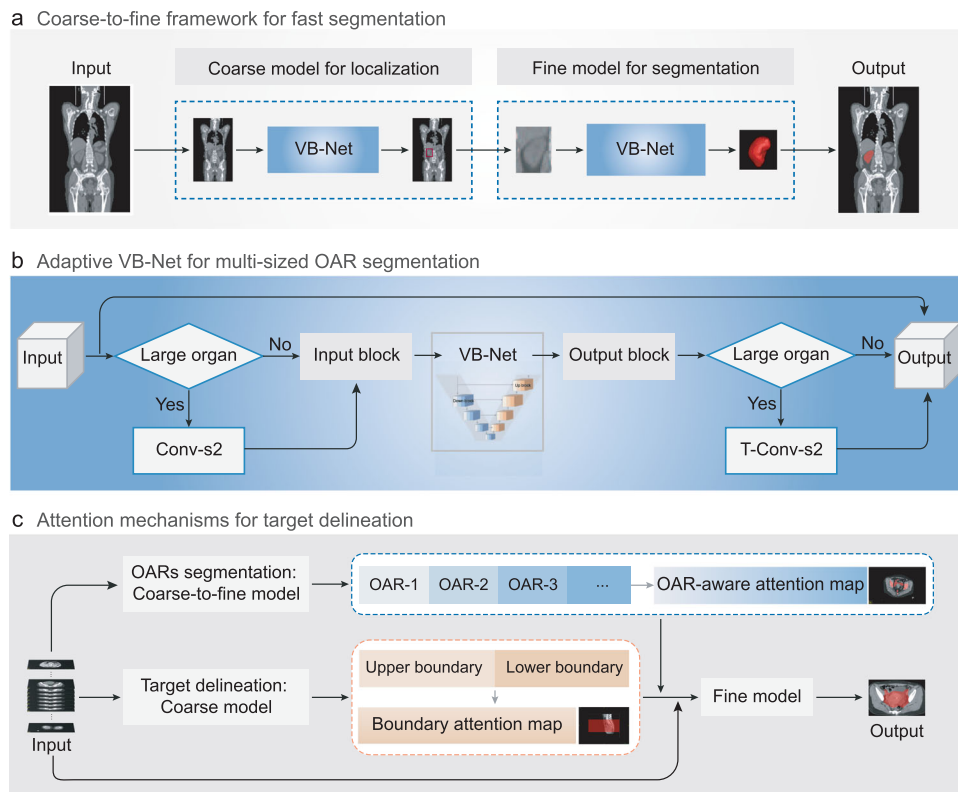 a Coarse-to-fine framework for fast segmentation
Input
Coarse model for localization
Fine model for segmentation
Output
VB-Net
VB-Net
b Adaptive VB-Net for multi-sized OAR segmentation
Input
Large organ
No
Input block
VB-Net
Output block
Large organ
No
Output
Yes
Conv-s2
Yes
T-Conv-s2
c Attention mechanisms for target delineation
OARs segmentation:
Coarse-to-fine model
OAR-1
OAR-2
OAR-3
...
OAR-aware attention map
Target delineation:
Coarse model
Upper boundary
Lower boundary
Boundary attention map
Fine model
Input
Output